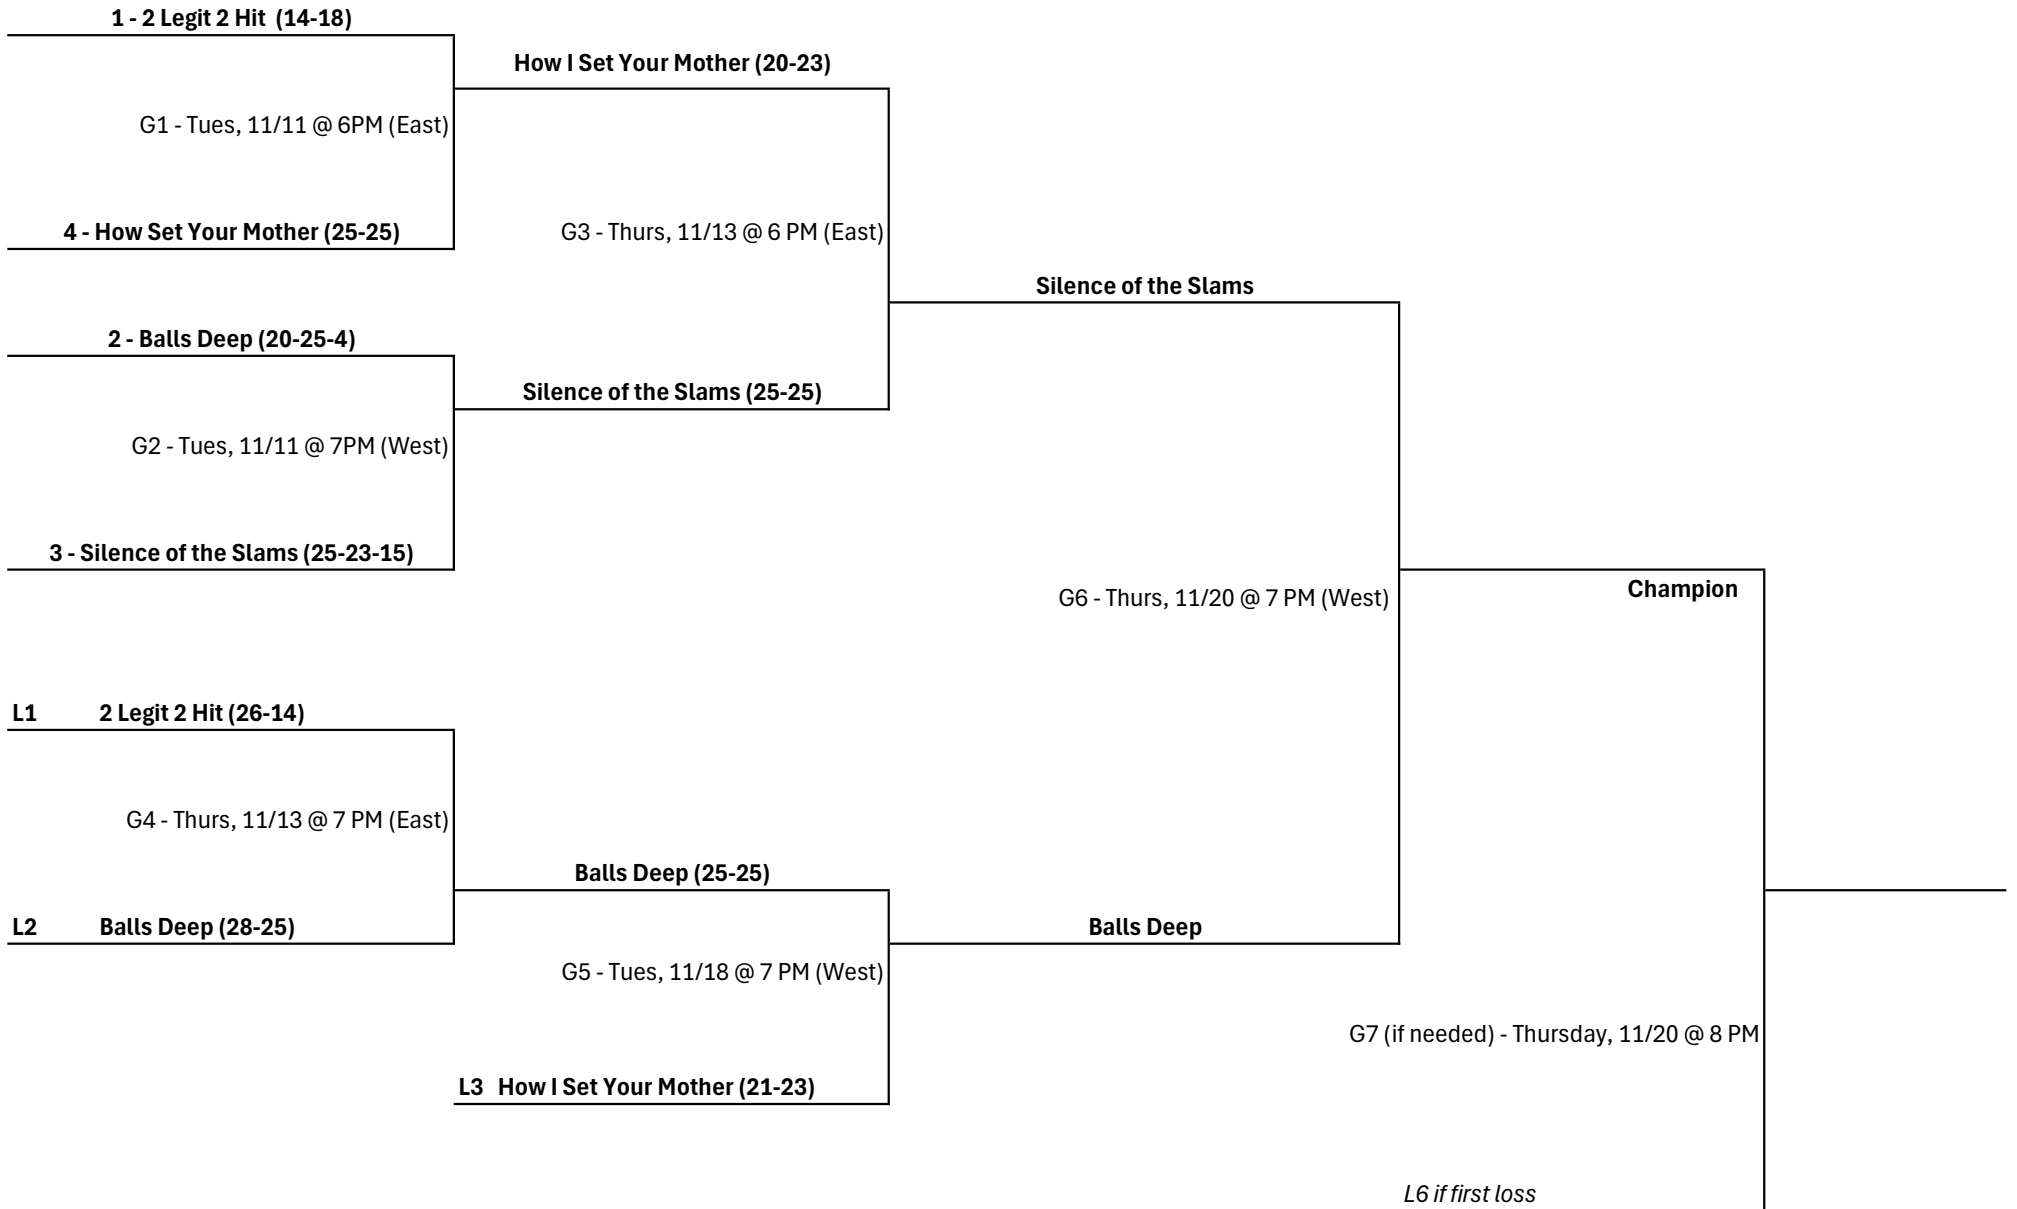 1 - 2 Legit 2 Hit (14-18)
How I Set Your Mother (20-23)
G1 - Tues, 11/11 @ 6PM (East)
4 - How Set Your Mother (25-25)
G3 - Thurs, 11/13 @ 6 PM (East)
Silence of the Slams
2 - Balls Deep (20-25-4)
Silence of the Slams (25-25)
G2 - Tues, 11/11 @ 7PM (West)
3 - Silence of the Slams (25-23-15)
Champion
G6 - Thurs, 11/20 @ 7 PM (West)
L1 2 Legit 2 Hit (26-14)
G4 - Thurs, 11/13 @ 7 PM (East)
Balls Deep (25-25)
L2 Balls Deep (28-25)
Balls Deep
G5 - Tues, 11/18 @ 7 PM (West)
G7 (if needed) - Thursday, 11/20 @ 8 PM
L3 How I Set Your Mother (21-23)
L6 if first loss